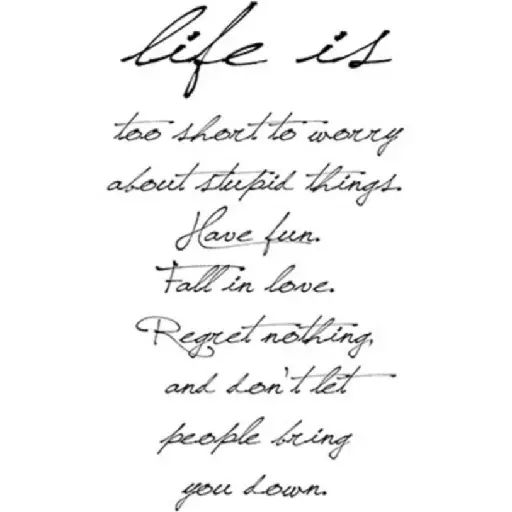 life is
too short to worry
about stupid things.
Have fun.
Fall in love.
Regret nothing,
and don't let
people bring
you down.